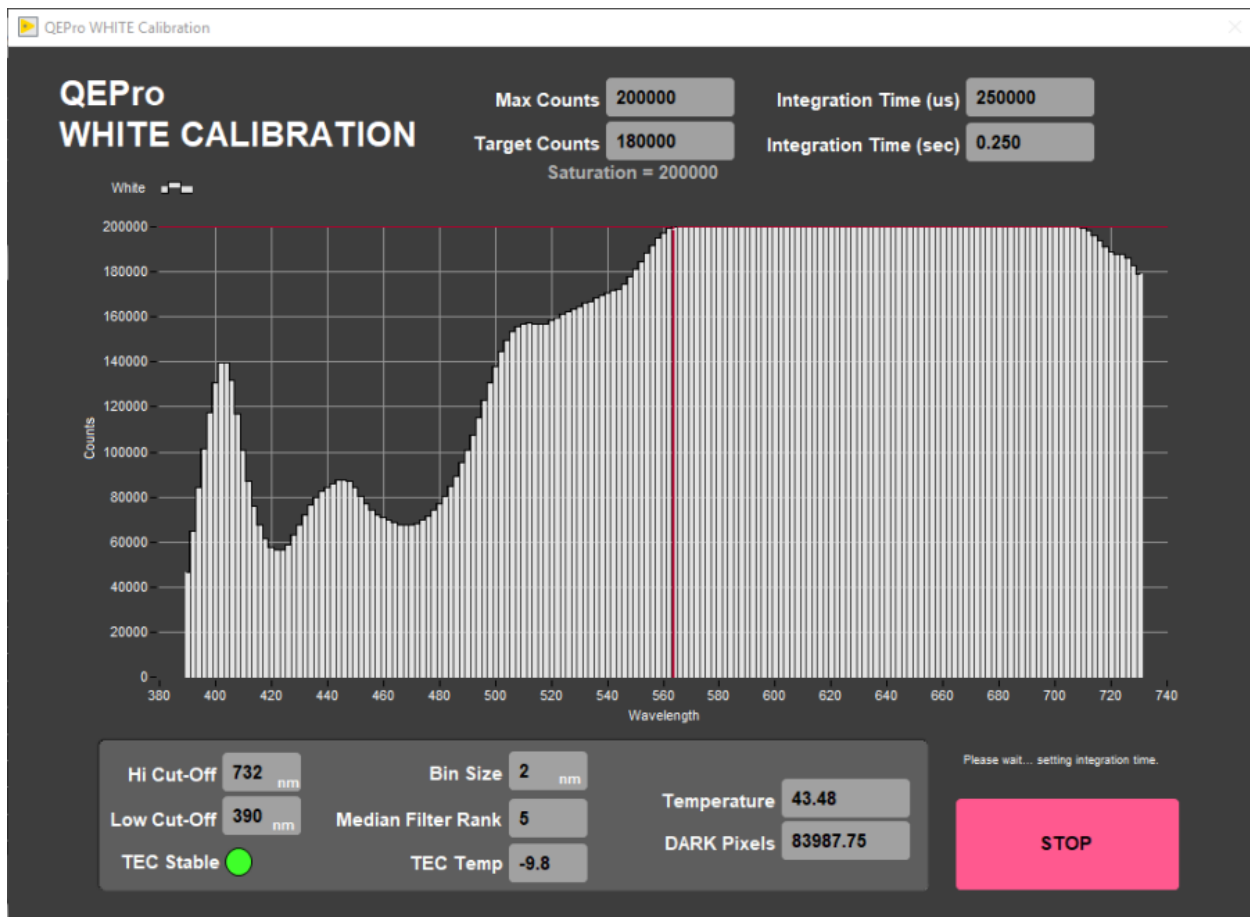 QEPro WHITE Calibration
QEPro
WHITE CALIBRATION
Max Counts 200000
Integration Time (us) 250000
Target Counts 180000
Integration Time (sec) 0.250
Saturation = 200000
White
200000
180000
160000
140000
120000
100000
80000
60000
40000
20000
0
Counts
380 400 420 440 460 480 500 520 540 560 580 600 620 640 660 680 700 720 740
Wavelength
Hi Cut-Off 732 nm
Bin Size 2 nm
Low Cut-Off 390 nm
Median Filter Rank 5
TEC Stable
TEC Temp -9.8
Temperature 43.48
DARK Pixels 83987.75
Please wait... setting integration time.
STOP